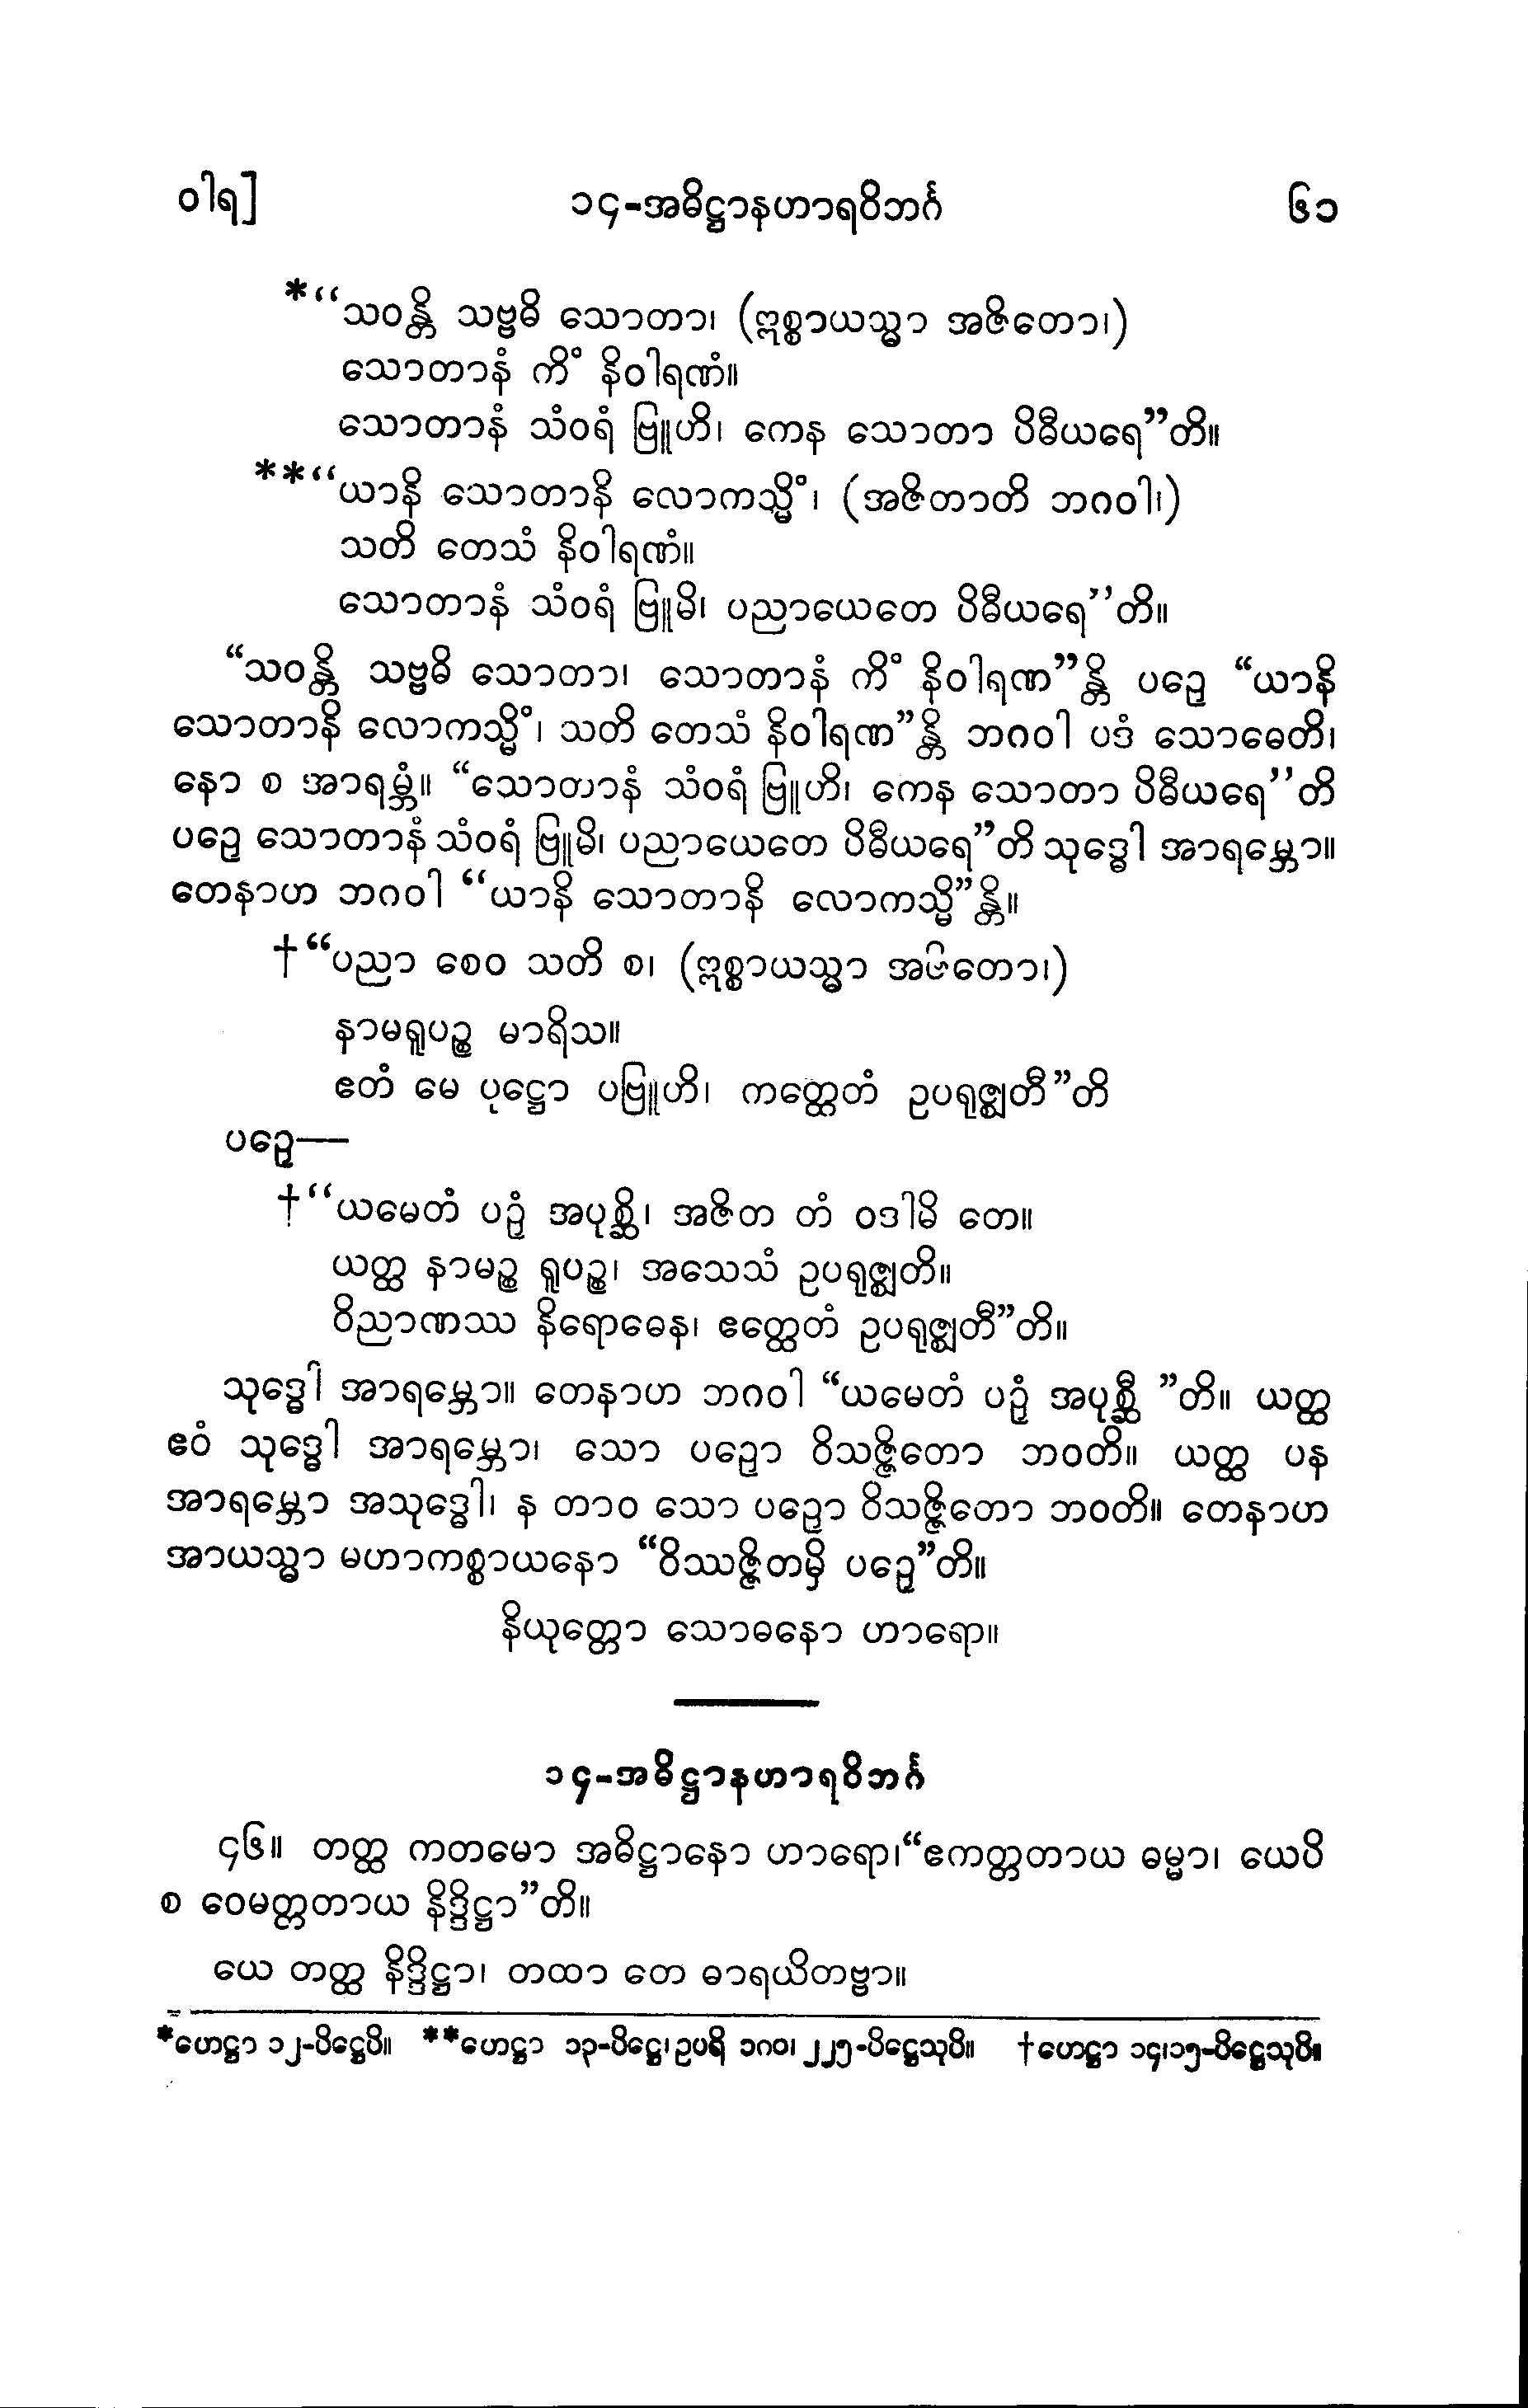 ဝါရ]
၁၄-အဓိဋ္ဌာနဟာရဝိဘင်္ဂ
၆၁
*“သဝန္တိ သဗ္ဗဓိ သောတာ၊ (ဣစ္စာယသ္မာ အဇိတော၊)
သောတာနံ ကိံ နိဝါရဏံ။
သောတာနံ သံဝရံ ဗြူဟိ၊ ကေန သောတာ ပိဓီယရေ”တိ။
**“ယာနိ သောတာနိ လောကသ္မိံ၊ (အဇိတာတိ ဘဂဝါ၊)
သတိ တေသံ နိဝါရဏံ။
သောတာနံ သံဝရံ ဗြူမိ၊ ပညာယေတေ ပိဓီယရေ”တိ။
“သဝန္တိ သဗ္ဗဓိ သောတာ၊ သောတာနံ ကိံ နိဝါရဏ”န္တိ ပဉှေ “ယာနိ
သောတာနိ လောကသ္မိံ၊ သတိ တေသံ နိဝါရဏ”န္တိ ဘဂဝါ ပဒံ သောဓေတိ၊
နော စ အာရမ္ဘံ။ “သောတာနံ သံဝရံ ဗြူဟိ၊ ကေန သောတာ ပိဓီယရေ”တိ
ပဉှေ သောတာနံ သံဝရံ ဗြူမိ၊ ပညာယေတေ ပိဓီယရေ”တိ သုဒ္ဓေါ အာရမ္ဘော။
တေနာဟ ဘဂဝါ “ယာနိ သောတာနိ လောကသ္မိ”န္တိ။
†“ပညာ စေဝ သတိ စ၊ (ဣစ္စာယသ္မာ အဇိတော၊)
နာမရူပဉ္စ မာရိသ။
ဧတံ မေ ပုဋ္ဌော ပဗြူဟိ၊ ကတ္ထေတံ ဥပရုဇ္ဈတီ”တိ
ပဉှေ—
†“ယမေတံ ပဉှံ အပုစ္ဆိ၊ အဇိတ တံ ဝဒါမိ တေ။
ယတ္ထ နာမဉ္စ ရူပဉ္စ၊ အသေသံ ဥပရုဇ္ဈတိ။
ဝိညာဏဿ နိရောဓေန၊ ဧတ္ထေတံ ဥပရုဇ္ဈတီ”တိ။
သုဒ္ဓေါ အာရမ္ဘော။ တေနာဟ ဘဂဝါ “ယမေတံ ပဉှံ အပုစ္ဆီ ”တိ။ ယတ္ထ
ဧဝံ သုဒ္ဓေါ အာရမ္ဘော၊ သော ပဉှော ဝိသဇ္ဇိတော ဘဝတိ။ ယတ္ထ ပန
အာရမ္ဘော အသုဒ္ဓေါ၊ န တာဝ သော ပဉှော ဝိသဇ္ဇိတော ဘဝတိ။ တေနာဟ
အာယသ္မာ မဟာကစ္စာယနော “ဝိဿဇ္ဇိတမှိ ပဉှေ”တိ။
နိယုတ္တော သောဓနော ဟာရော။
၁၄-အဓိဋ္ဌာနဟာရဝိဘင်္ဂ
၄၆။ တတ္ထ ကတမော အဓိဋ္ဌာနော ဟာရော၊“ဧကတ္တတာယ ဓမ္မာ၊ ယေပိ
စ ဝေမတ္တတာယ နိဒ္ဒိဋ္ဌာ”တိ။
ယေ တတ္ထ နိဒ္ဒိဋ္ဌာ၊ တထာ တေ ဓာရယိတဗ္ဗာ။
*ဟေဋ္ဌာ ၁၂-ပိဋ္ဌေပိ။ **ဟေဋ္ဌာ ၁၃-ပိဋ္ဌေ၊ ဥပရိ ၁၈၀၊ ၂၂၅-ပိဋ္ဌေသုပိ။ †ဟေဋ္ဌာ ၁၄၊၁၅-ပိဋ္ဌေသုပိ။